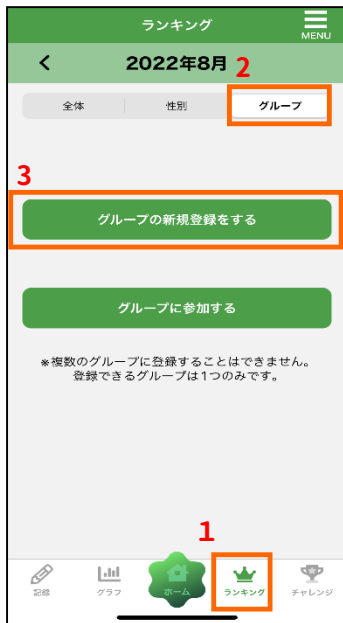 ランキング
MENU
2022年8月
2
全体
性別
グループ
3
グループの新規登録をする
グループに参加する
※複数のグループに登録することはできません。
登録できるグループは1つのみです。
1
記録
グラフ
ホーム
ランキング
チャレンジ